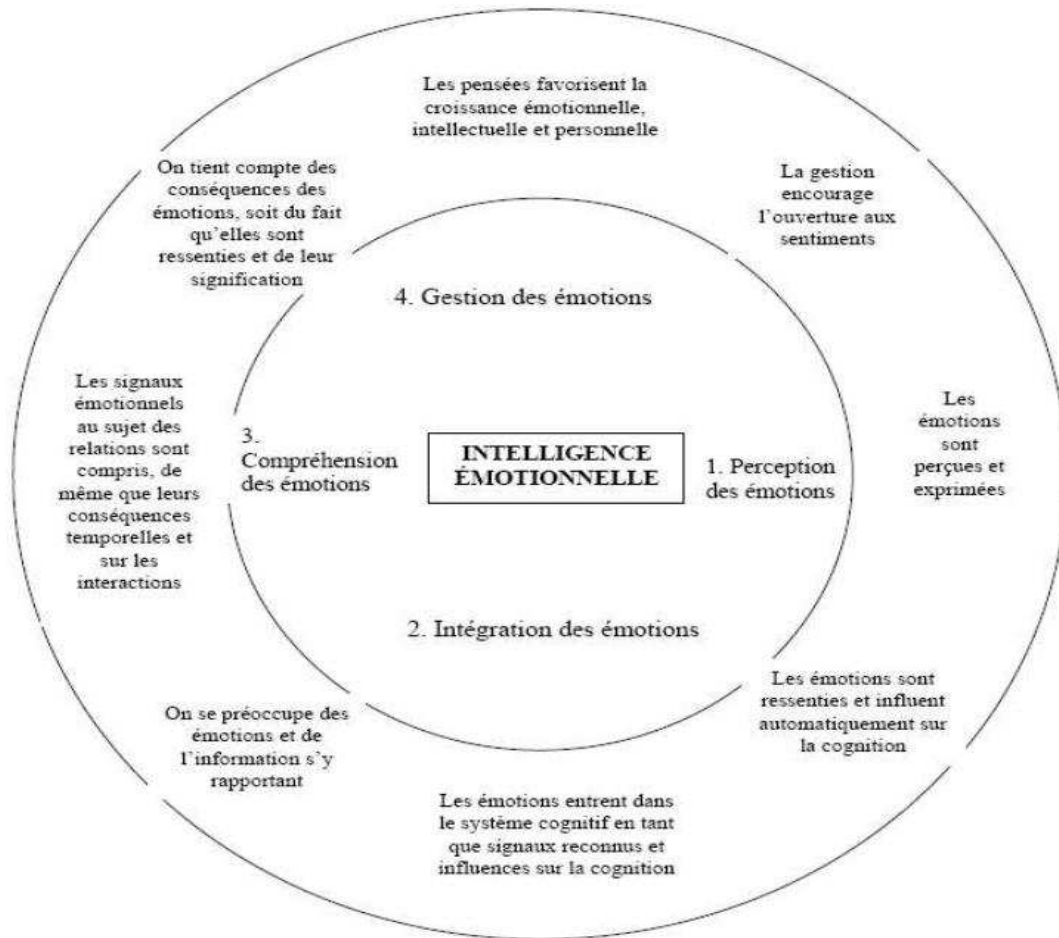 Les pensées favorisent la
croissance émotionnelle,
intellectuelle et personnelle
On tient compte des
conséquences des
émotions, soit du fait
qu'elles sont
ressenties et de leur
signification
La gestion
encourage
l'ouverture aux
sentiments
4. Gestion des émotions
Les signaux
émotionnels
au sujet des
relations sont
compris, de
même que leurs
conséquences
temporelles et
sur les
interactions
3.
Compréhension
des émotions
INTELLIGENCE
ÉMOTIONNELLE
1. Perception
des émotions
Les
émotions
sont
perçues et
exprimées
2. Intégration des émotions
Les émotions sont
ressenties et influent
automatiquement sur
la cognition
On se préoccupe des
émotions et de
l'information s'y
rapportant
Les émotions entrent dans
le système cognitif en tant
que signaux reconnus et
influences sur la cognition